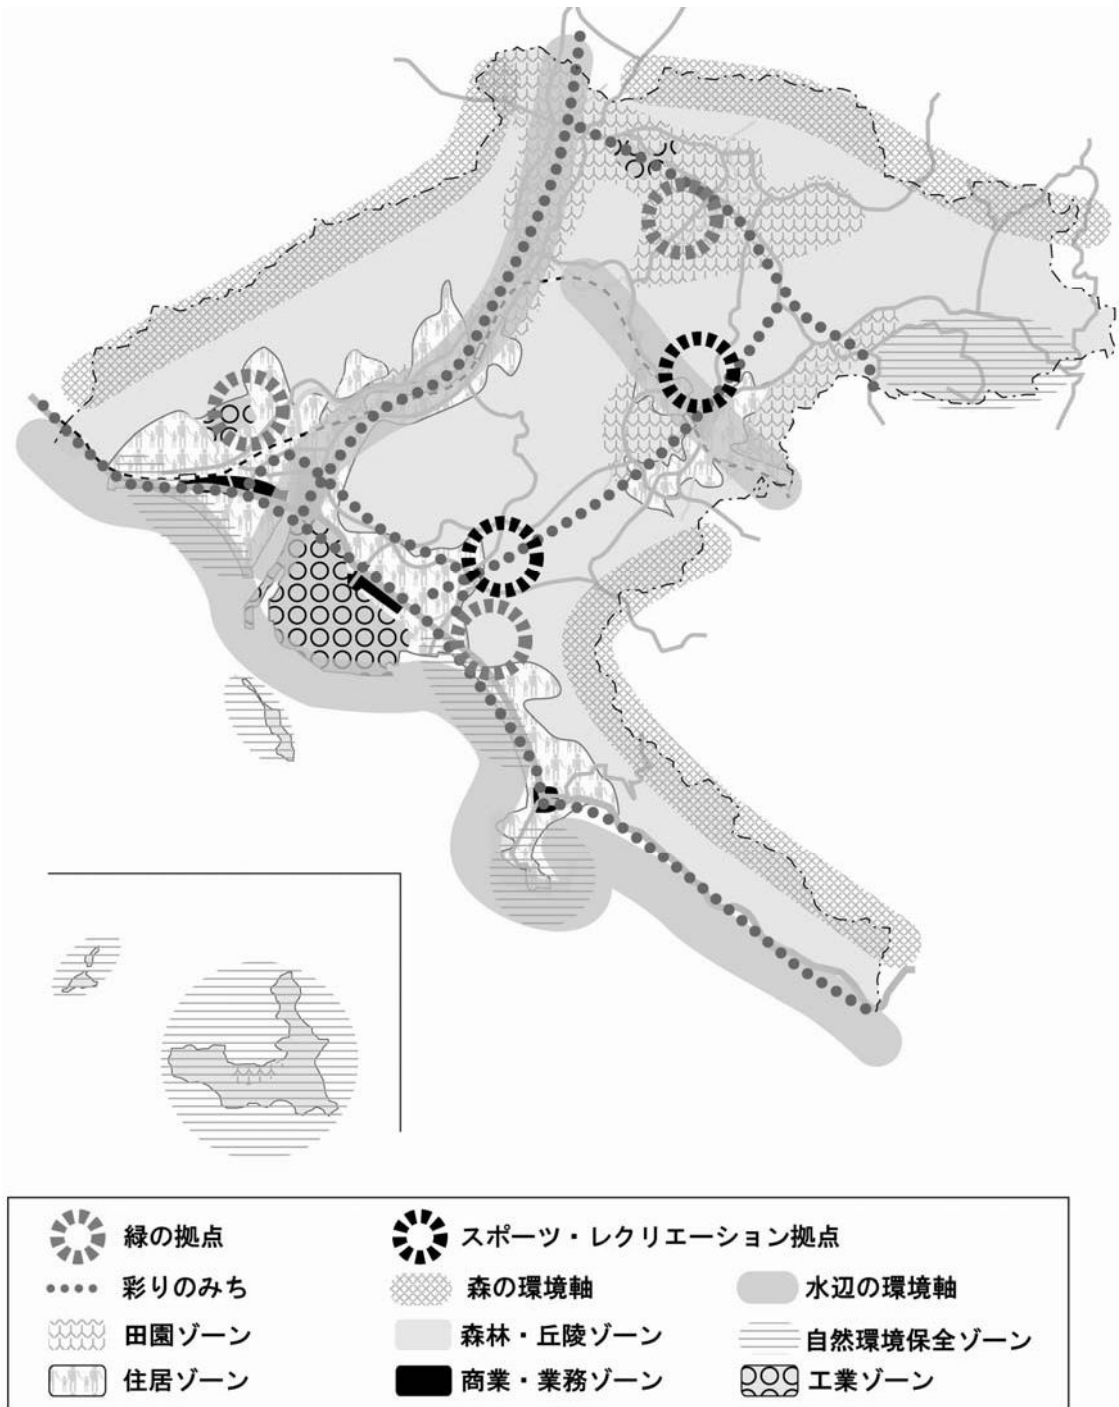 緑の拠点 スポーツ・レクリエーション拠点
彩りのみち 森の環境軸 水辺の環境軸
田園ゾーン 森林・丘陵ゾーン 自然環境保全ゾーン
住居ゾーン 商業・業務ゾーン 工業ゾーン